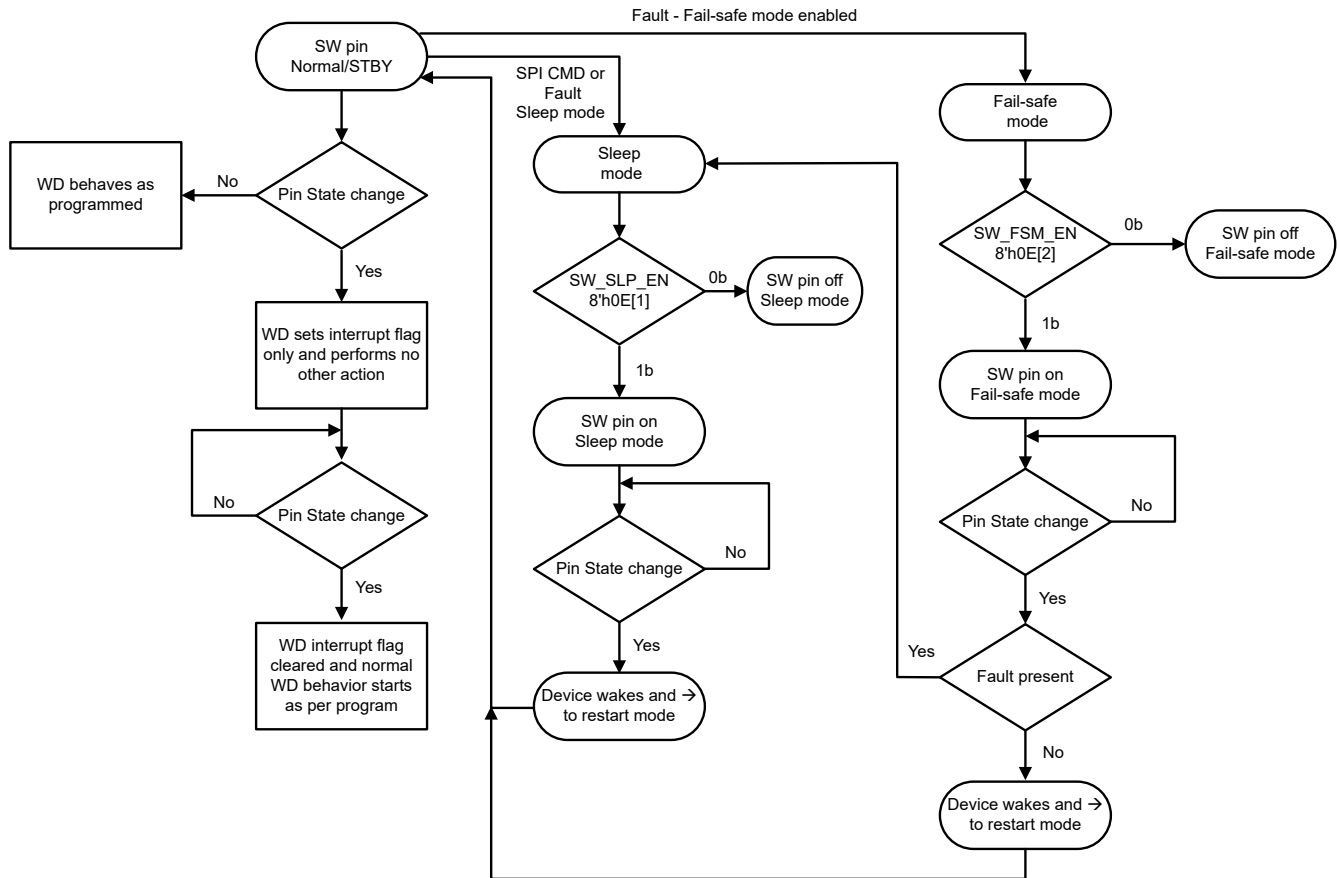 Fault - Fail-safe mode enabled
SW pin
Normal/STBY
SPI CMD or
Fault
Sleep mode
Fail-safe
mode
Sleep
mode
WD behaves as
programmed
No
Pin State change
Yes
WD sets interrupt flag
only and performs no
other action
No
Pin State change
Yes
WD interrupt flag
cleared and normal
WD behavior starts
as per program
SW_SLP_EN
8'h0E[1]
0b
SW pin off
Sleep mode
1b
SW pin on
Sleep mode
Pin State change
No
Yes
Device wakes and →
to restart mode
SW_FSM_EN
8'h0E[2]
0b
SW pin off
Fail-safe mode
1b
SW pin on
Fail-safe mode
Pin State change
No
Yes
Yes
Fault present
No
Device wakes and →
to restart mode